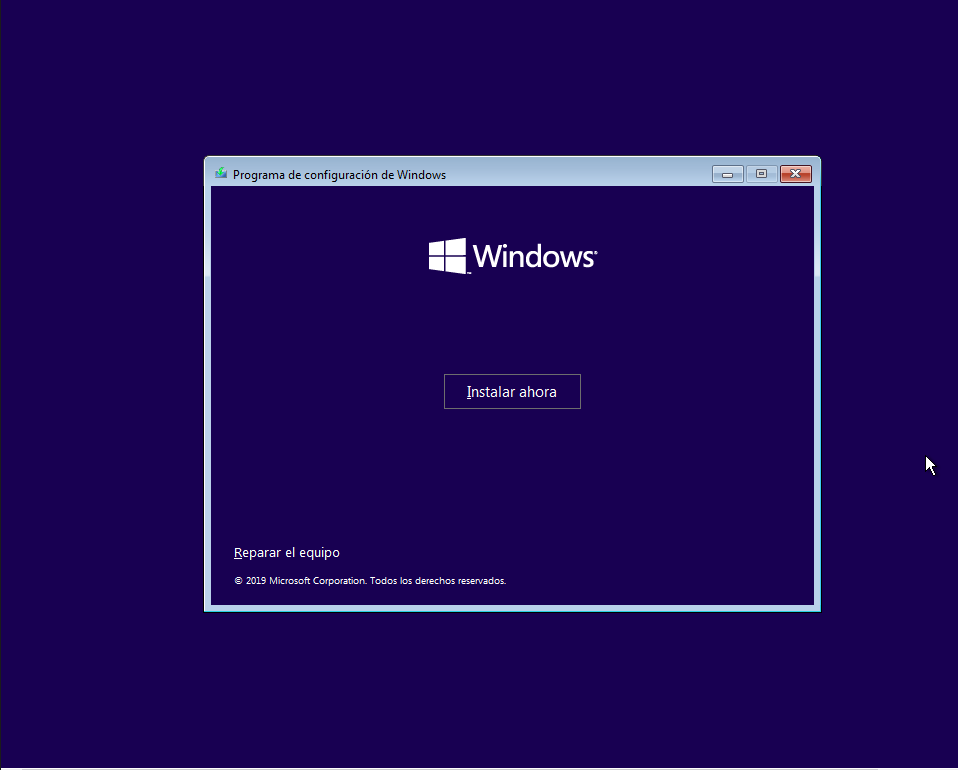 Programa de configuración de Windows
Windows
Instalar ahora
Reparar el equipo
© 2019 Microsoft Corporation. Todos los derechos reservados.